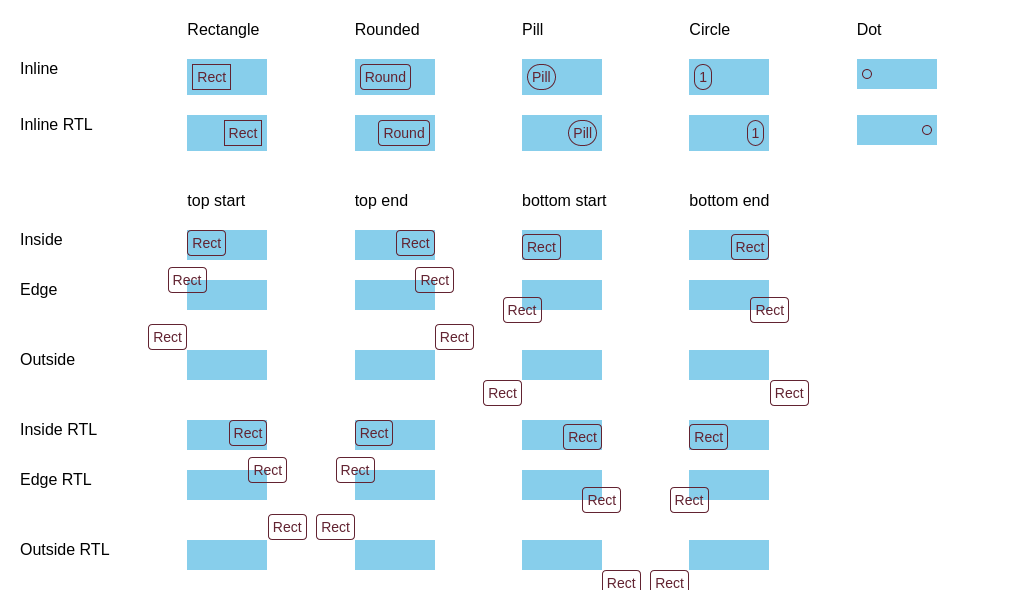 Rectangle Rounded Pill Circle Dot
Inline Rect Round Pill 1
Inline RTL Rect Round Pill 1
top start top end bottom start bottom end
Inside Rect Rect Rect Rect
Edge Rect Rect Rect Rect
Outside Rect Rect Rect Rect
Inside RTL Rect Rect Rect Rect
Edge RTL Rect Rect Rect Rect
Outside RTL Rect Rect Rect Rect